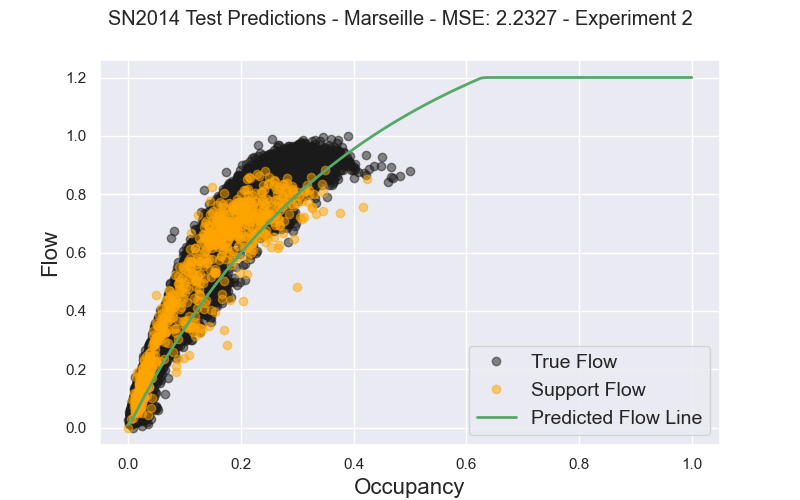 SN2014 Test Predictions - Marseille - MSE: 2.2327 - Experiment 2
1.2
1.0
0.8
0.6
0.4
0.2
0.0
Flow
True Flow
Support Flow
Predicted Flow Line
0.0 0.2 0.4 0.6 0.8 1.0
Occupancy